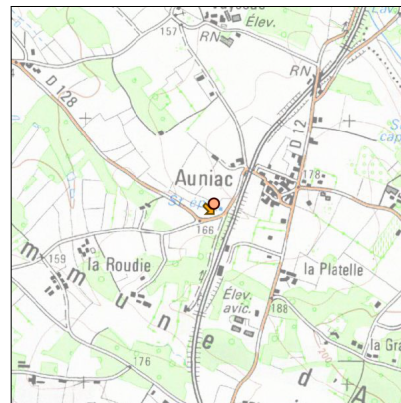 157
Élev.
RN
RN
D 128
D 12
Auniac
178
166
159
la Roudie
la Platelle
Élev.
avic.
188
m
m
u
n
e
d
176
200
la Gra
A